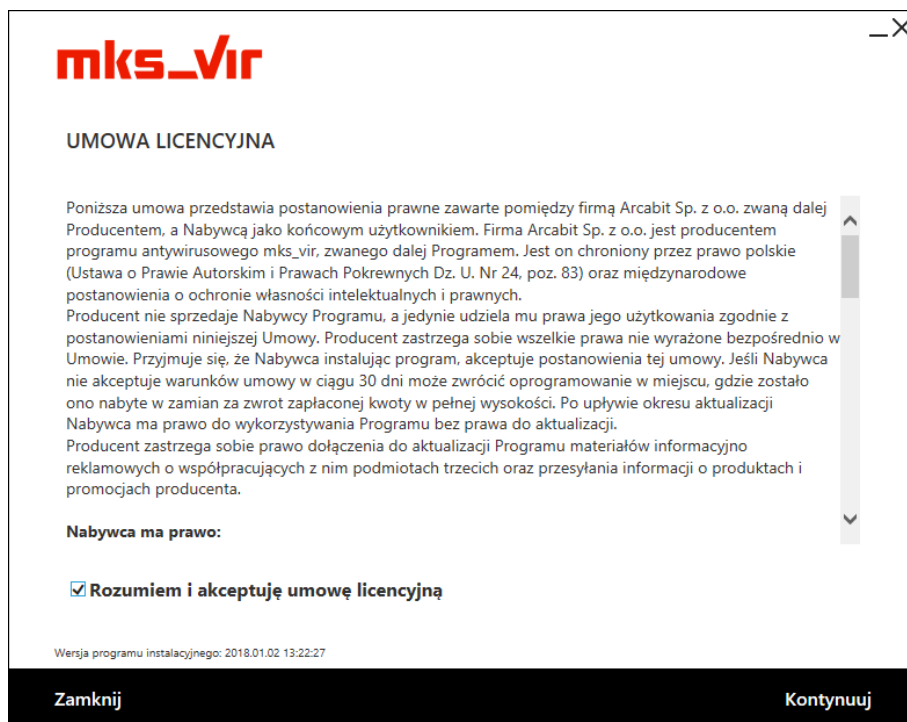 mks_vir
UMOWA LICENCYJNA
Poniższa umowa przedstawia postanowienia prawne zawarte pomiędzy firmą Arcabit Sp. z o.o. zwaną dalej
Producentem, a Nabywcą jako końcowym użytkownikiem. Firma Arcabit Sp. z o.o. jest producentem
programu antywirusowego mks_vir, zwanego dalej Programem. Jest on chroniony przez prawo polskie
(Ustawa o Prawie Autorskim i Prawach Pokrewnych Dz. U. Nr 24, poz. 83) oraz międzynarodowe
postanowienia o ochronie własności intelektualnych i prawnych.
Producent nie sprzedaje Nabywcy Programu, a jedynie udziela mu prawa jego użytkowania zgodnie z
postanowieniami niniejszej Umowy. Producent zastrzega sobie wszelkie prawa nie wyrażone bezpośrednio w
Umowie. Przyjmuje się, że Nabywca instalując program, akceptuje postanowienia tej umowy. Jeśli Nabywca
nie akceptuje warunków umowy w ciągu 30 dni może zwrócić oprogramowanie w miejscu, gdzie zostało
ono nabyte w zamian za zwrot zapłaconej kwoty w pełnej wysokości. Po upływie okresu aktualizacji
Nabywca ma prawo do wykorzystywania Programu bez prawa do aktualizacji.
Producent zastrzega sobie prawo dołączenia do aktualizacji Programu materiałów informacyjno
reklamowych o współpracujących z nim podmiotach trzecich oraz przesyłania informacji o produktach i
promocjach producenta.
Nabywca ma prawo:
Rozumiem i akceptuję umowę licencyjną
Wersja programu instalacyjnego: 2018.01.02 13:22:27
Zamknij
Kontynuuj